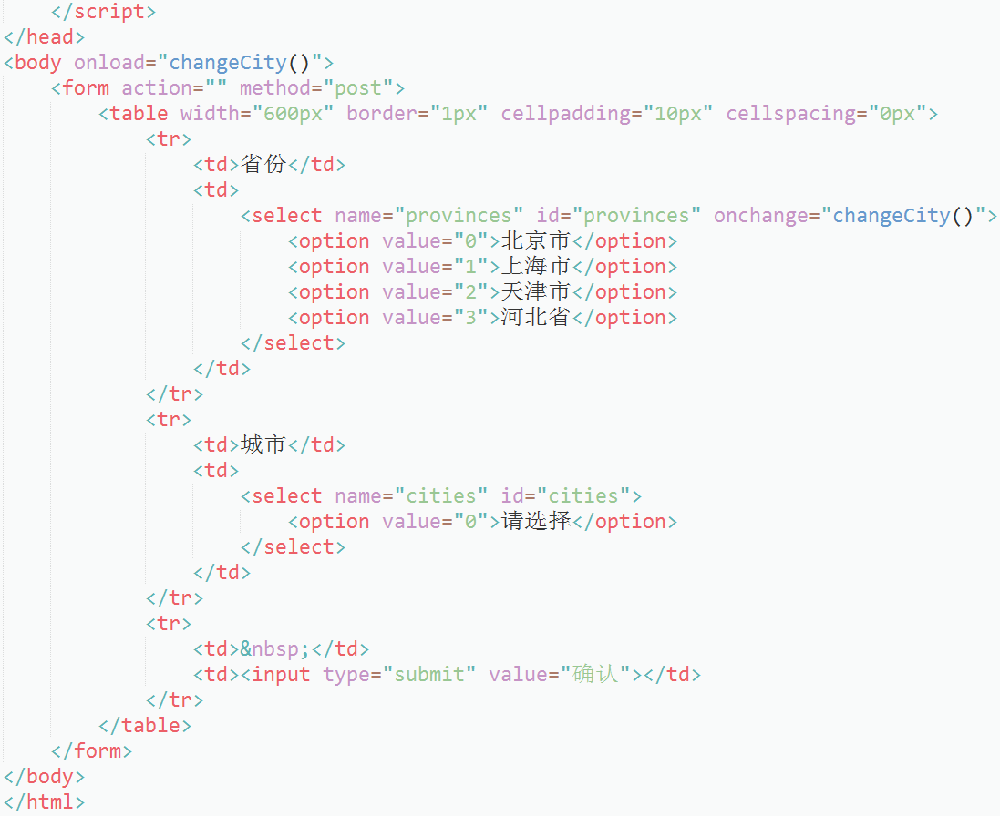 </script>
</head>
<body onload="changeCity()">
<form action="" method="post">
<table width="600px" border="1px" cellpadding="10px" cellspacing="0px">
<tr>
<td>省份</td>
<td>
<select name="provinces" id="provinces" onchange="changeCity()">
<option value="0">北京市</option>
<option value="1">上海市</option>
<option value="2">天津市</option>
<option value="3">河北省</option>
</select>
</td>
</tr>
<tr>
<td>城市</td>
<td>
<select name="cities" id="cities">
<option value="0">请选择</option>
</select>
</td>
</tr>
<tr>
<td>&nbsp;</td>
<td><input type="submit" value="确认"></td>
</tr>
</table>
</form>
</body>
</html>